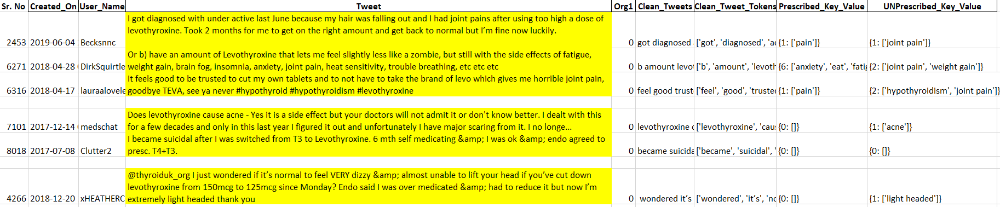 Sr. No Created_On User_Name Tweet Org1 Clean_Tweets Clean_Tweet_Tokens Prescribed_Key_Value UNPrescribed_Key_Value
I got diagnosed with under active last June because my hair was falling out and I had joint pains after using too high a dose of
levothyroxine. Took 2 months for me to get on the right amount and get back to normal but I’m fine now luckily.
2453 2019-06-04 Becksnnc 0 got diagnosed ['got', 'diagnosed', 'ac {1: ['pain']} {1: ['joint pain']}
Or b) have an amount of Levothyroxine that lets me feel slightly less like a zombie, but still with the side effects of fatigue,
6271 2018-04-28 DirkSquirtle weight gain, brain fog, insomnia, anxiety, joint pain, heat sensitivity, trouble breathing, etc etc etc 0 b amount levo ['b', 'amount', 'levoth {6: ['anxiety', 'eat', 'fatig {2: ['joint pain', 'weight gain']}
It feels good to be trusted to cut my own tablets and to not have to take the brand of levo which gives me horrible joint pain,
6316 2018-04-17 lauraalovele goodbye TEVA, see ya never #hypothyroid #hypothyroidism #levothyroxine 0 feel good trust ['feel', 'good', 'trusted {1: ['pain']} {2: ['hypothyroidism', 'joint pain']}
Does levothyroxine cause acne - Yes it is a side effect but your doctors will not admit it or don't know better. I dealt with this
7101 2017-12-14 medschat for a few decades and only in this last year I figured it out and unfortunately I have major scaring from it. I no longe... 0 levothyroxine c ['levothyroxine', 'cau {0: []} {1: ['acne']}
I became suicidal after I was switched from T3 to Levothyroxine. 6 mth self medicating &amp; I was ok &amp; endo agreed to
8018 2017-07-08 Clutter2 presc. T4+T3. 0 became suicida ['became', 'suicidal', ' {0: []} {0: []}
@thyroiduk_org I just wondered if it’s normal to feel VERY dizzy &amp; almost unable to lift your head if you’ve cut down
levothyroxine from 150mcg to 125mcg since Monday? Endo said I was over medicated &amp; had to reduce it but now I’m
4266 2018-12-20 xHEATHERC extremely light headed thank you 0 wondered it’s ['wondered', 'it’s', 'no {0: []} {1: ['light headed']}